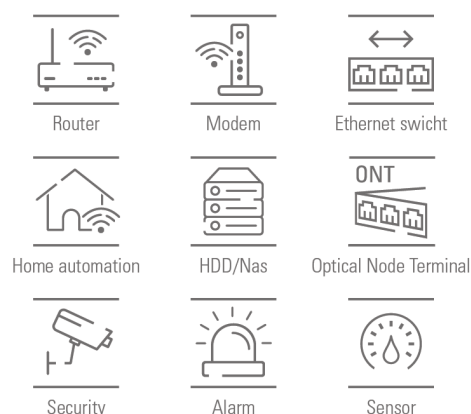 Router
Modem
Ethernet swicht
Home automation
HDD/Nas
ONT
Optical Node Terminal
Security
Alarm
Sensor